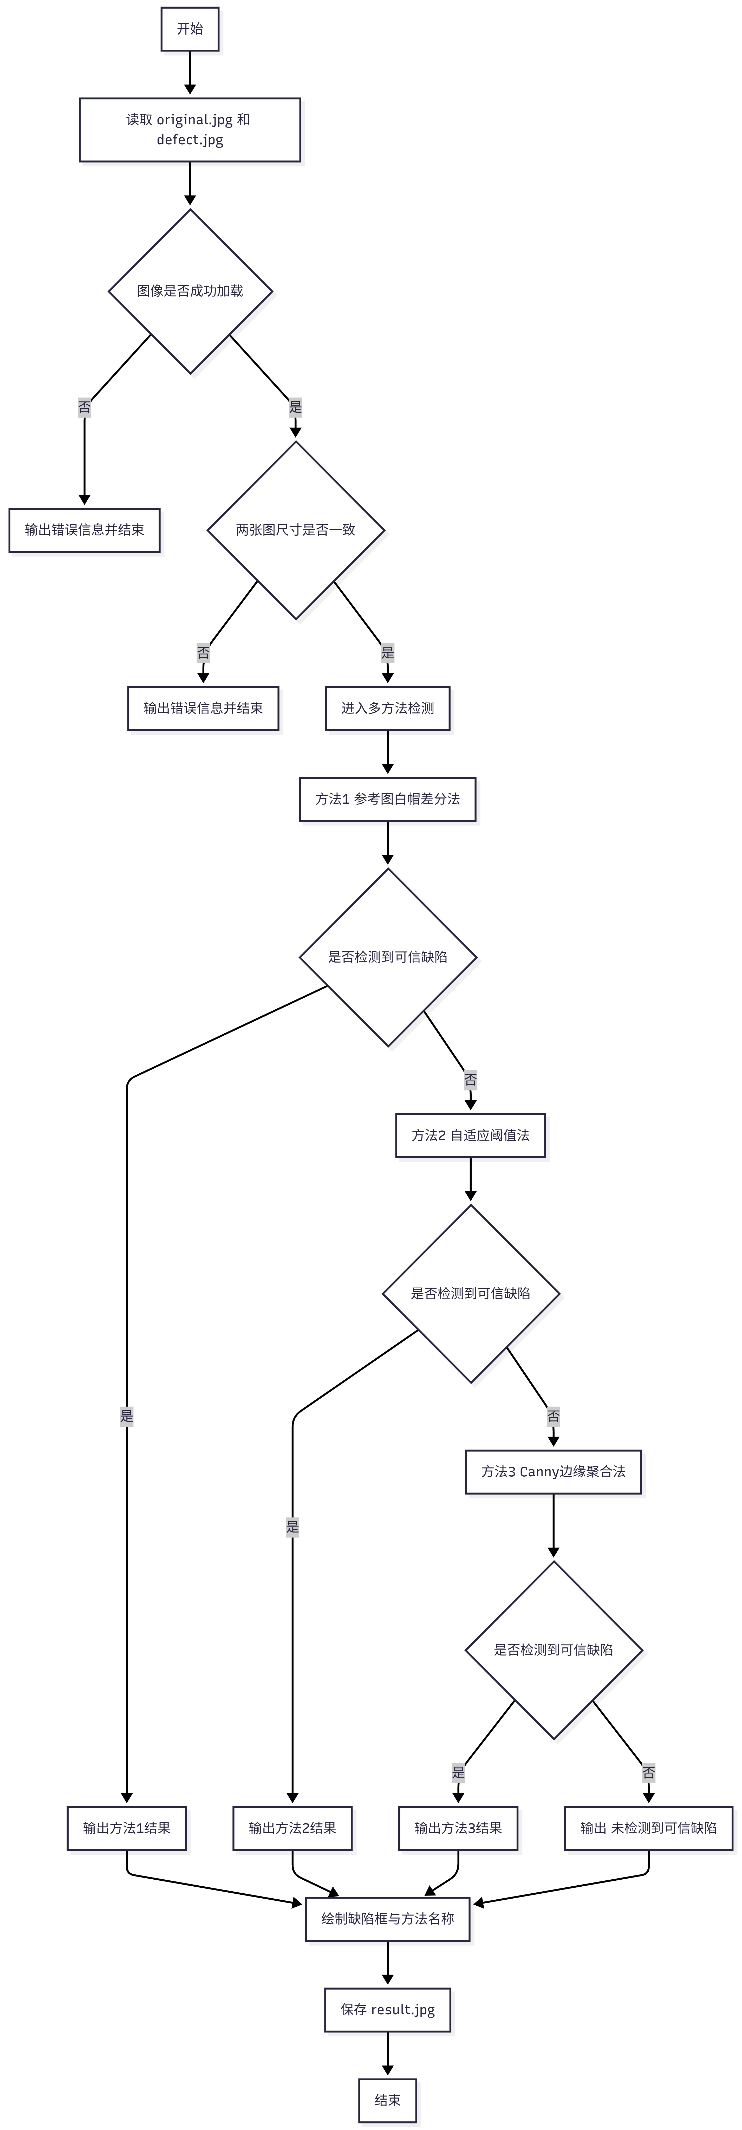 开始
读取 original.jpg 和
defect.jpg
图像是否成功加载
否
是
输出错误信息并结束
两张图尺寸是否一致
否
是
输出错误信息并结束
进入多方法检测
方法1 参考图白帽差分法
是否检测到可信缺陷
否
方法2 自适应阈值法
是否检测到可信缺陷
是
否
方法3 Canny边缘聚合法
是
是否检测到可信缺陷
是
否
输出方法1结果
输出方法2结果
输出方法3结果
输出 未检测到可信缺陷
绘制缺陷框与方法名称
保存 result.jpg
结束